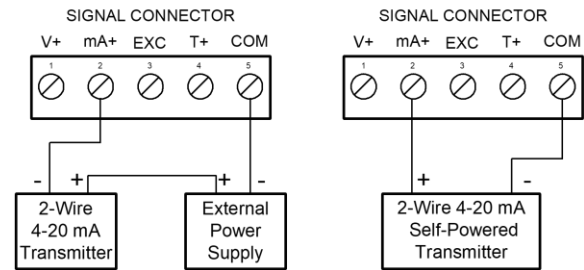 SIGNAL CONNECTOR
V+ mA+ EXC T+ COM
1 2 3 4 5
- + + -
2-Wire
4-20 mA
Transmitter
External
Power
Supply
SIGNAL CONNECTOR
V+ mA+ EXC T+ COM
1 2 3 4 5
+ -
2-Wire 4-20 mA
Self-Powered
Transmitter